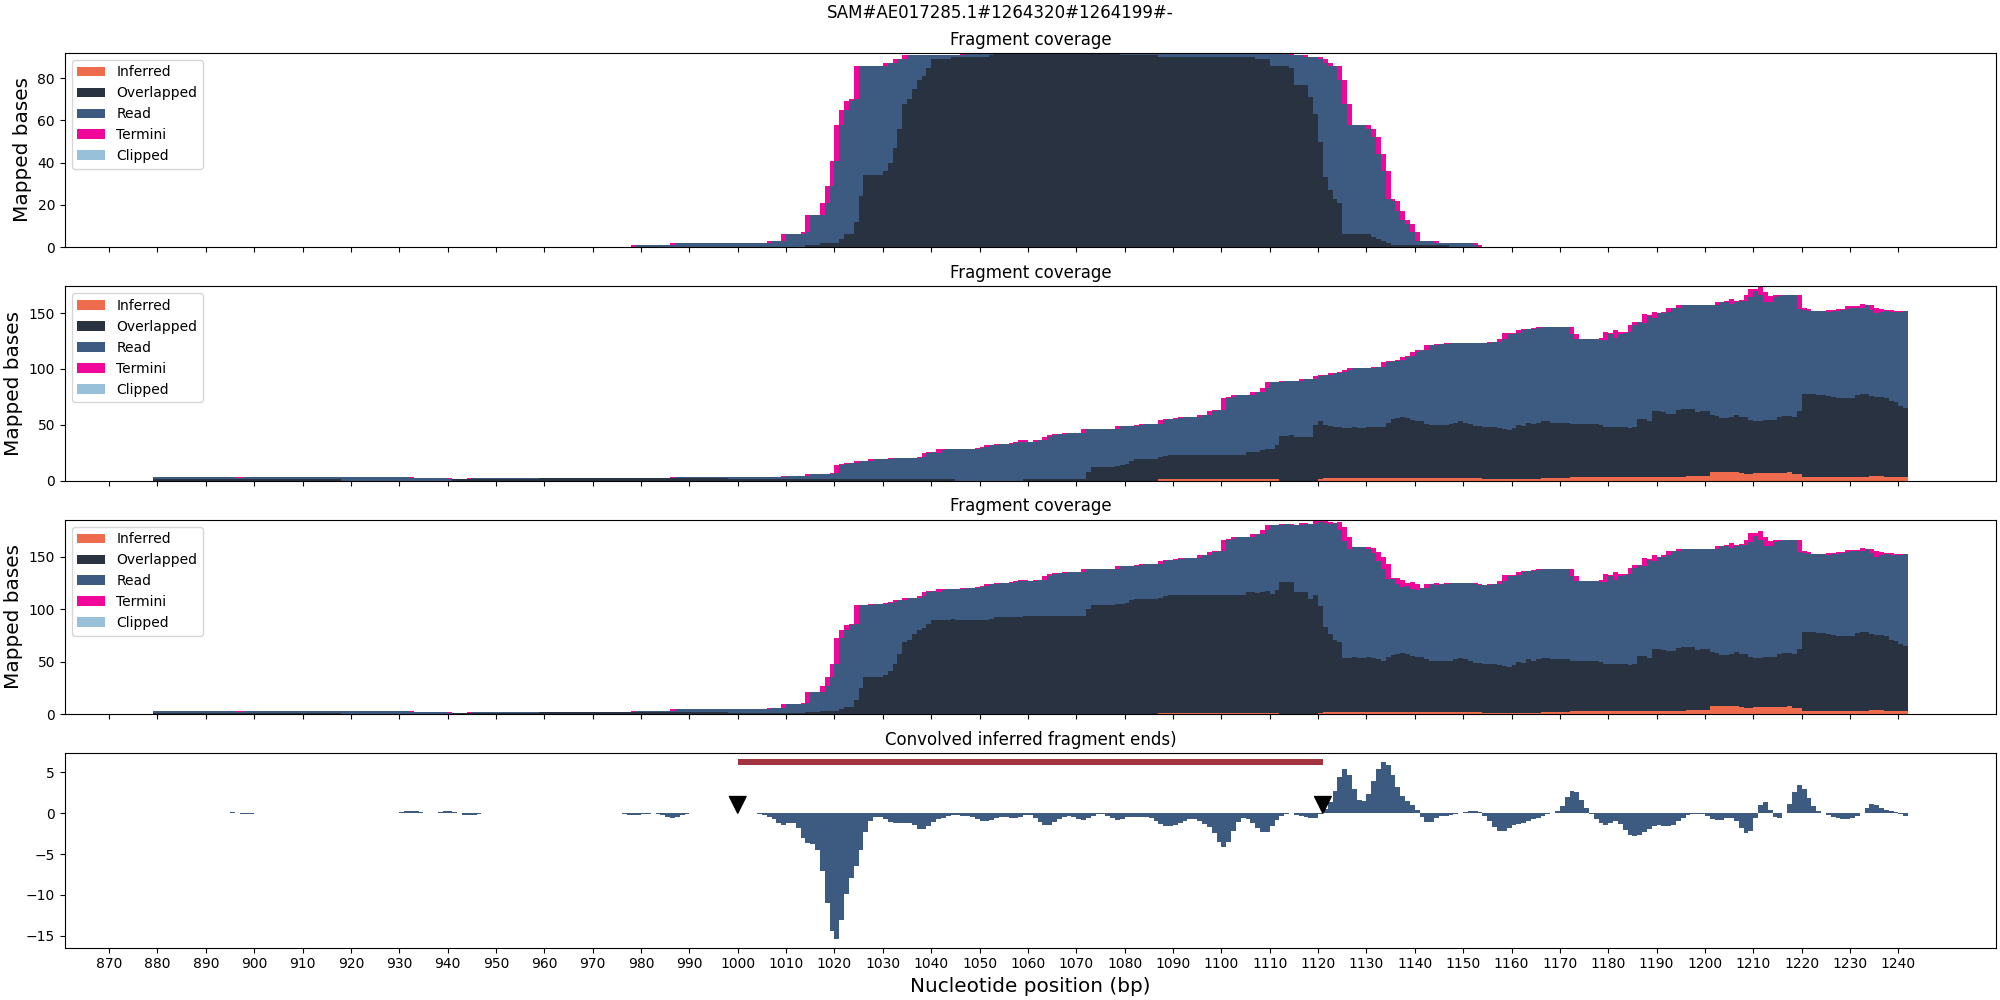 SAM#AE017285.1#1264320#1264199#-
Fragment coverage
Mapped bases
80
60
40
20
0
Inferred
Overlapped
Read
Termini
Clipped
Fragment coverage
Mapped bases
150
100
50
0
Inferred
Overlapped
Read
Termini
Clipped
Fragment coverage
Mapped bases
150
100
50
0
Inferred
Overlapped
Read
Termini
Clipped
Convolved inferred fragment ends)
5
0
−5
−10
−15
870 880 890 900 910 920 930 940 950 960 970 980 990 1000 1010 1020 1030 1040 1050 1060 1070 1080 1090 1100 1110 1120 1130 1140 1150 1160 1170 1180 1190 1200 1210 1220 1230 1240
Nucleotide position (bp)